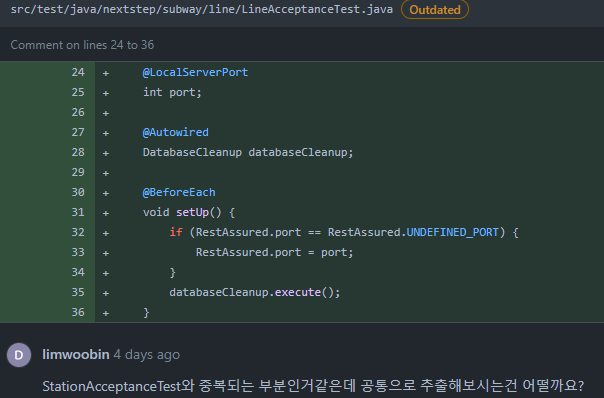 src/test/java/nextstep/subway/line/LineAcceptanceTest.java Outdated
Comment on lines 24 to 36
24 + @LocalServerPort
25 + int port;
26 +
27 + @Autowired
28 + DatabaseCleanup databaseCleanup;
29 +
30 + @BeforeEach
31 + void setUp() {
32 + if (RestAssured.port == RestAssured.UNDEFINED_PORT) {
33 + RestAssured.port = port;
34 + }
35 + databaseCleanup.execute();
36 + }
D limwoobin 4 days ago
StationAcceptanceTest와 중복되는 부분인거같은데 공통으로 추출해보시는건 어떨까요?